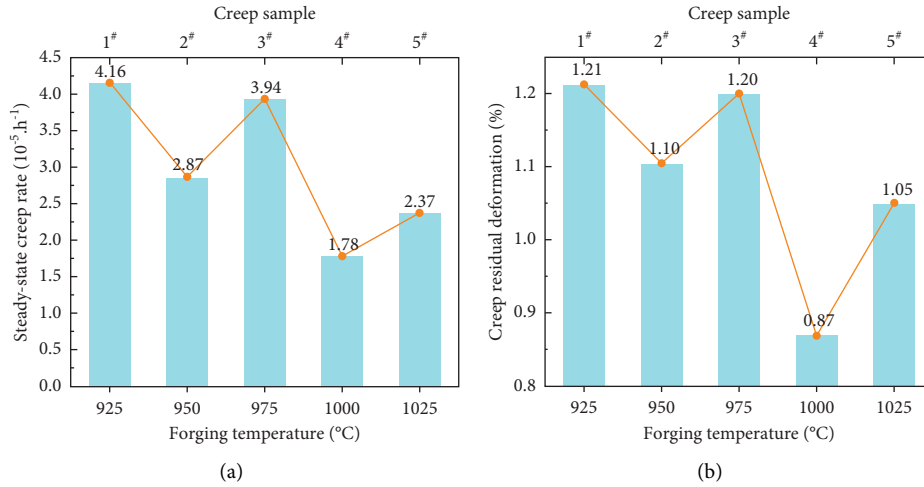 Creep sample
1# 2# 3# 4# 5#
4.5
4.0
3.5
3.0
2.5
2.0
1.5
1.0
0.5
0.0
Steady-state creep rate (10-5.h-1)
4.16
2.87
3.94
1.78
2.37
925 950 975 1000 1025
Forging temperature (°C)
(a)
Creep sample
1# 2# 3# 4# 5#
1.2
1.1
1.0
0.9
0.8
Creep residual deformation (%)
1.21
1.10
1.20
0.87
1.05
925 950 975 1000 1025
Forging temperature (°C)
(b)